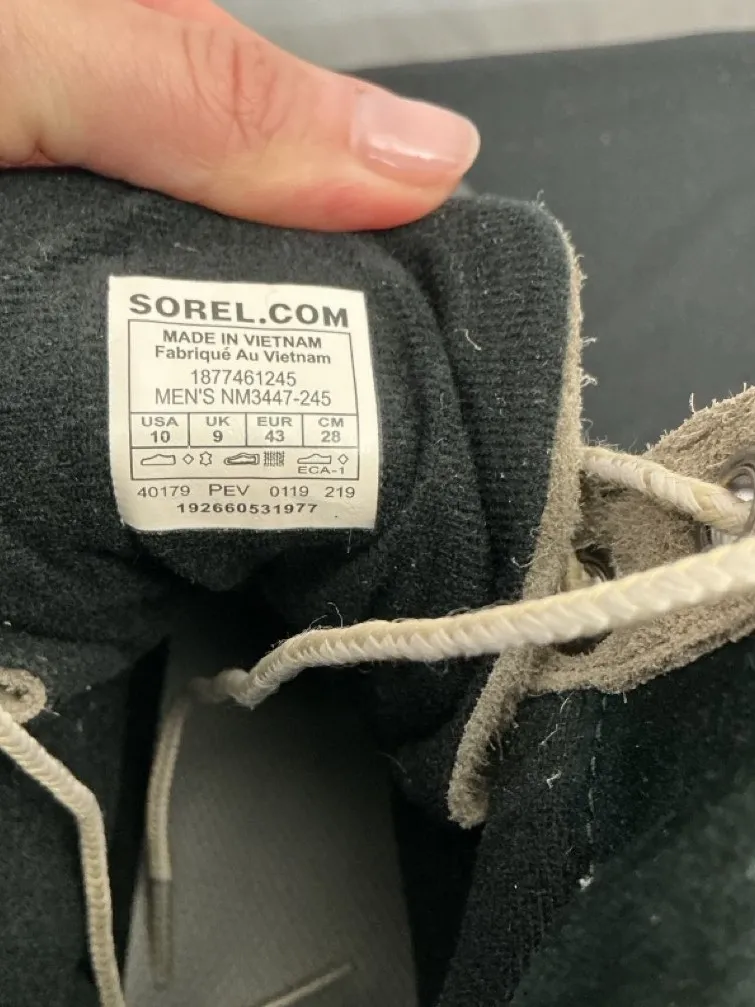 SOREL.COM
MADE IN VIETNAM
Fabriqué Au Vietnam
1877461245
MEN'S NM3447-245
USA UK EUR CM
10 9 43 28
ECA-1
40179 PEV 0119 219
192660531977